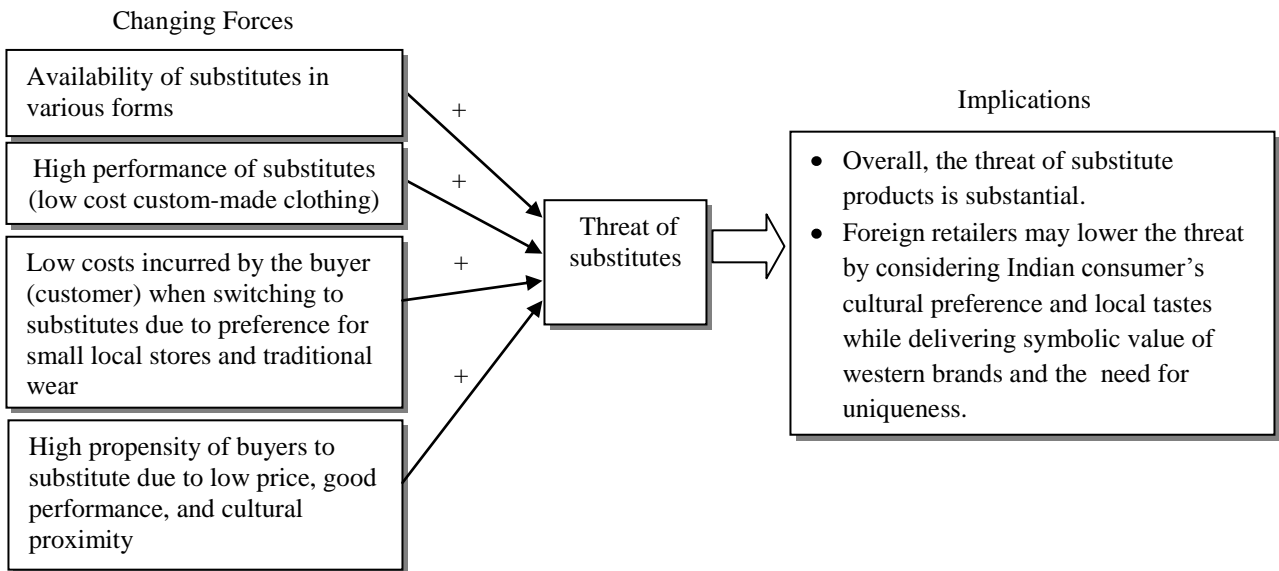 Changing Forces
Availability of substitutes in
various forms
+
High performance of substitutes
(low cost custom-made clothing)
+
Low costs incurred by the buyer
(customer) when switching to
substitutes due to preference for
small local stores and traditional
wear
+
High propensity of buyers to
substitute due to low price, good
performance, and cultural
proximity
+
Threat of
substitutes
Implications
• Overall, the threat of substitute
products is substantial.
• Foreign retailers may lower the threat
by considering Indian consumer’s
cultural preference and local tastes
while delivering symbolic value of
western brands and the need for
uniqueness.